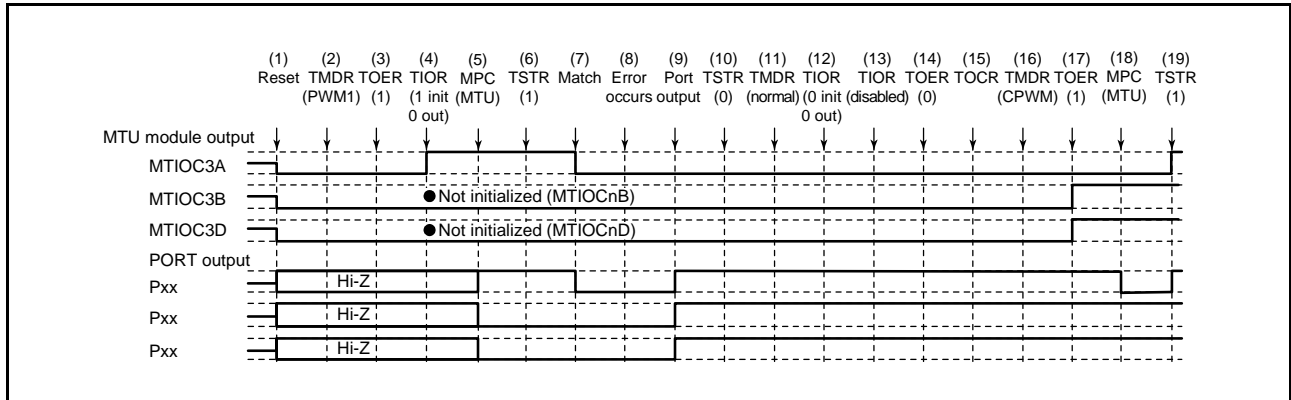 (1) (2) (3) (4) (5) (6) (7) (8) (9) (10) (11) (12) (13) (14) (15) (16) (17) (18) (19)
Reset TMDR TOER TIOR MPC TSTR Match Error Port TSTR TMDR TIOR TIOR TOER TOCR TMDR TOER MPC TSTR
(PWM1) (1) (1 init (MTU) (1) occurs output (0) (normal) (0 init (disabled) (0) (CPWM) (1) (MTU) (1)
0 out) 0 out)
MTU module output
MTIOC3A
MTIOC3B ●Not initialized (MTIOCnB)
MTIOC3D ●Not initialized (MTIOCnD)
PORT output
Pxx Hi-Z
Pxx Hi-Z
Pxx Hi-Z